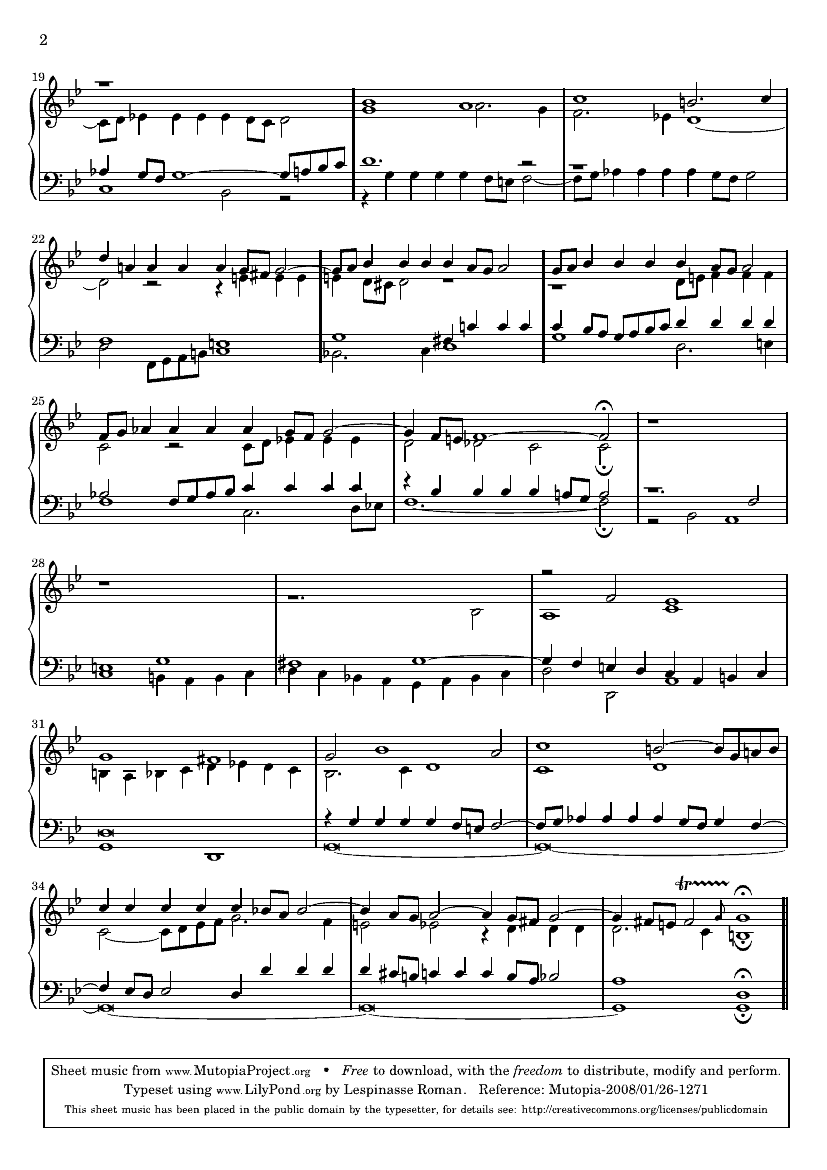 2
19
22
25
28
31
34
tr
Sheet music from www.MutopiaProject.org • Free to download, with the freedom to distribute, modify and perform.
Typeset using www.LilyPond.org by Lespinasse Roman. Reference: Mutopia-2008/01/26-1271
This sheet music has been placed in the public domain by the typesetter, for details see: http://creativecommons.org/licenses/publicdomain